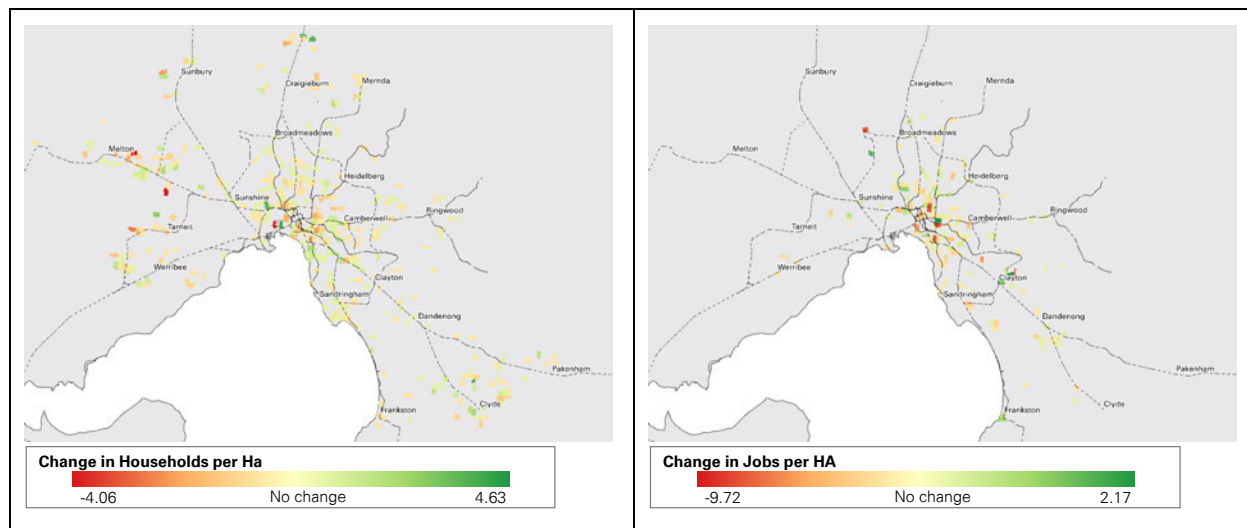 Sunbury
Craigieburn
Mernda
Broadmeadows
Melton
Heidelberg
Sunshine
Camberwell
Ringwood
Tarneit
Werribee
Clayton
Sandringham
Dandenong
Pakenham
Clyde
Frankston
Change in Households per Ha
-4.06 No change 4.63
Sunbury
Craigieburn
Mernda
Broadmeadows
Melton
Heidelberg
Sunshine
Camberwell
Ringwood
Tarneit
Werribee
Clayton
Sandringham
Dandenong
Pakenham
Clyde
Frankston
Change in Jobs per HA
-9.72 No change 2.17